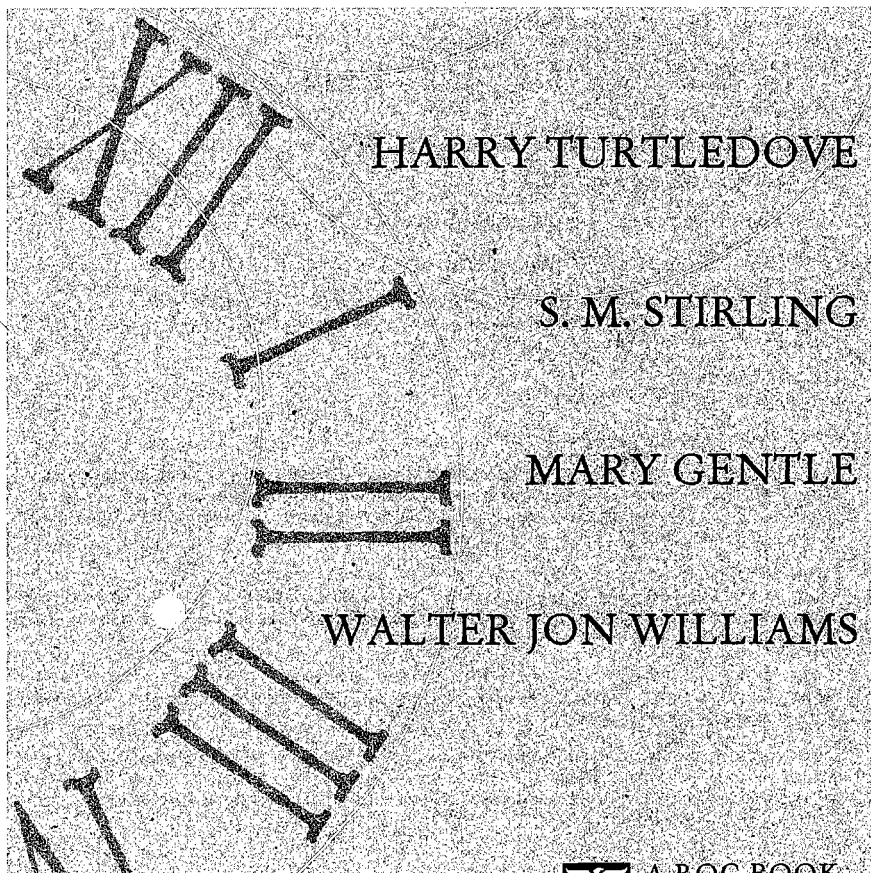 XII
HARRY TURTLEDOVE
I
S. M. STIRLING
II
MARY GENTLE
WALTER JON WILLIAMS
III
A ROC BOOK